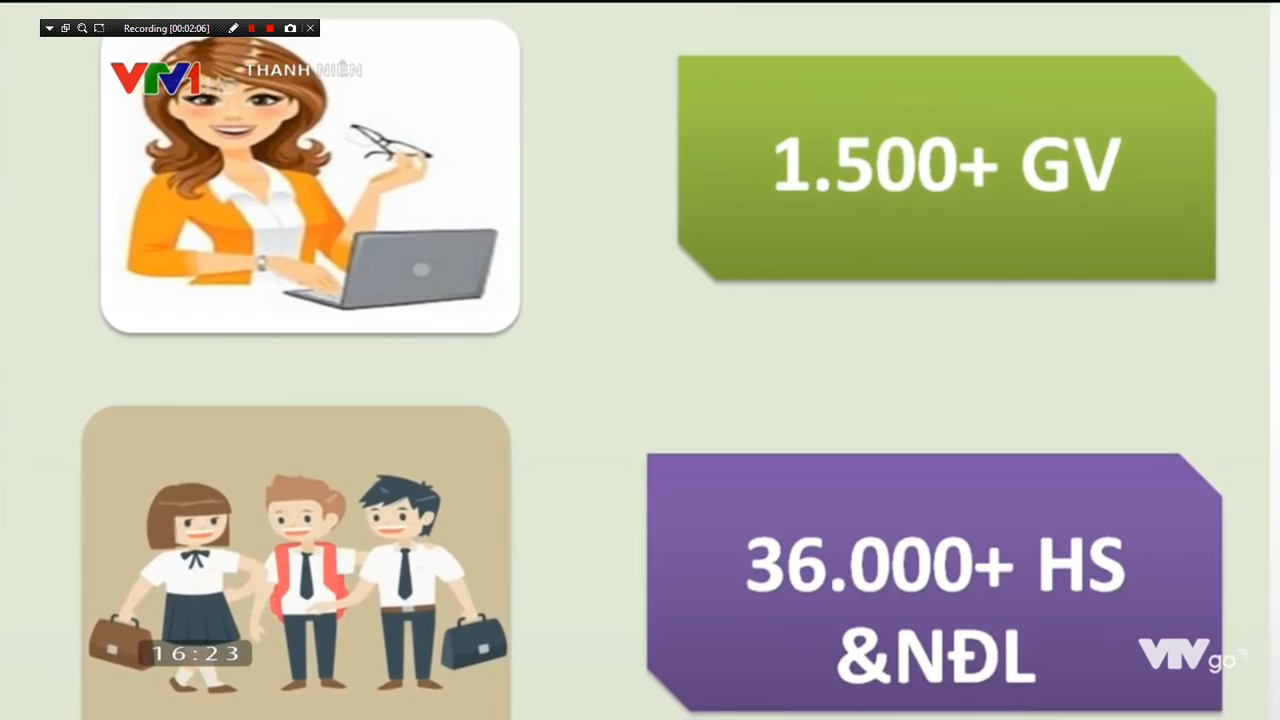 Recording [00:02:06]
VTV1
THANH NIÊN
1.500+ GV
36.000+ HS
&NĐL
16:23
VTVgo